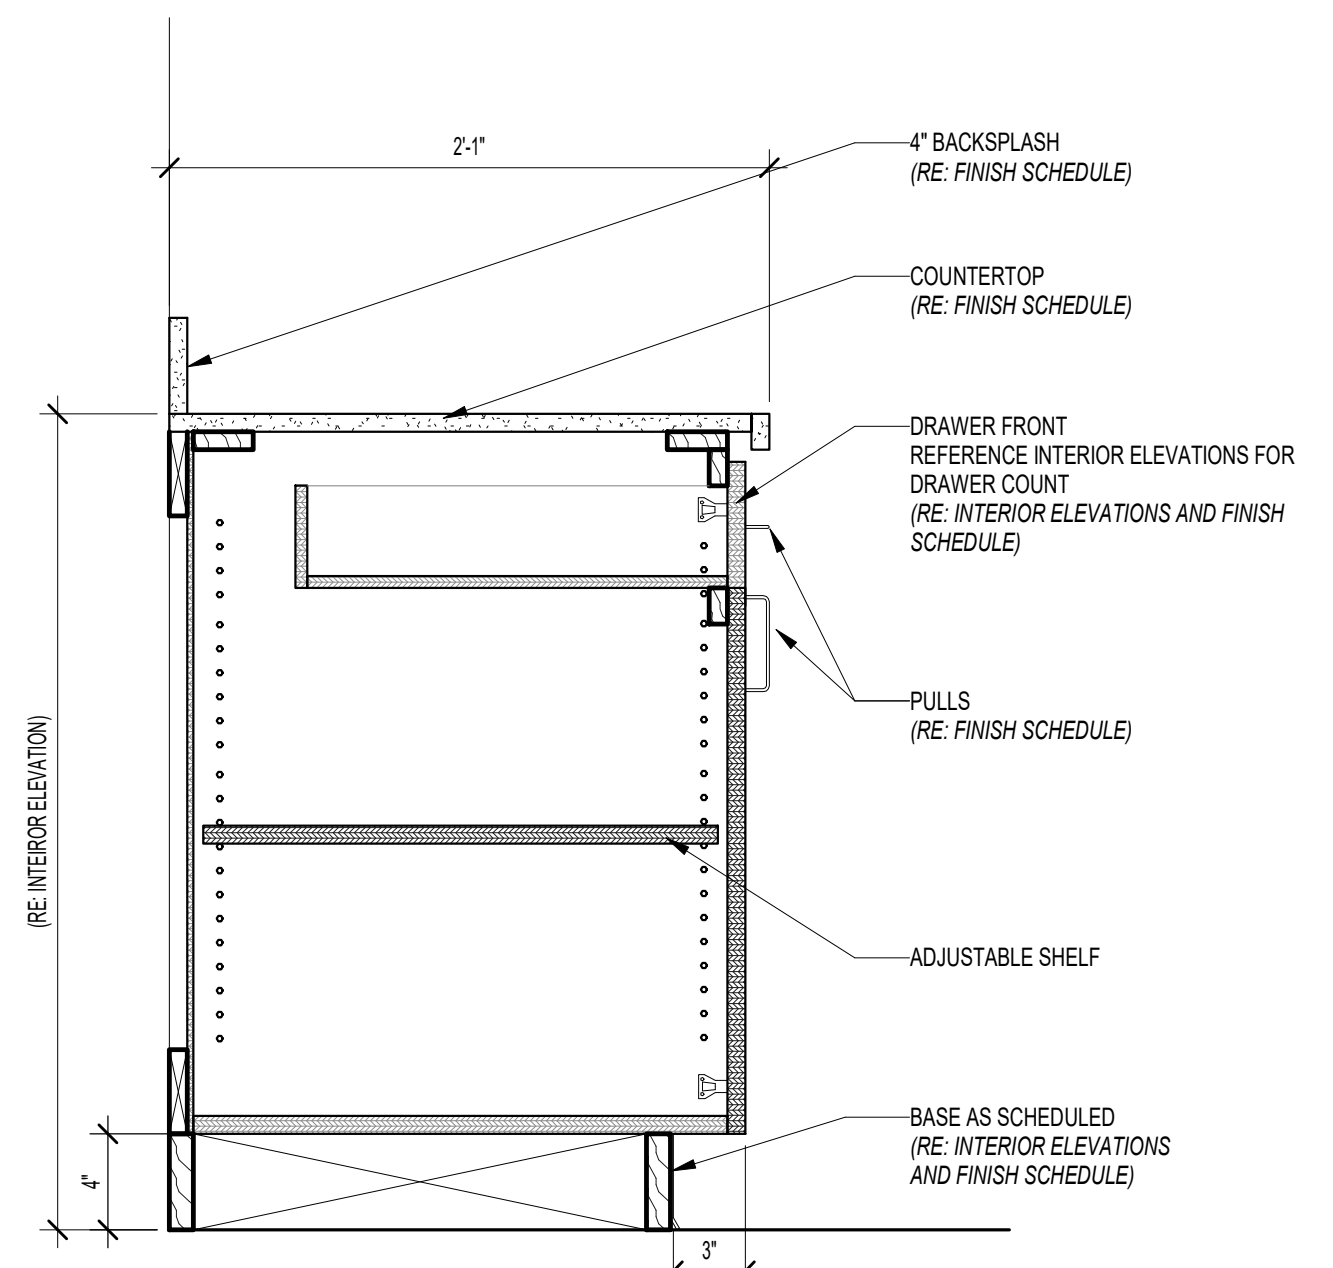 2'-1"
4" BACKSPLASH
(RE: FINISH SCHEDULE)
COUNTERTOP
(RE: FINISH SCHEDULE)
DRAWER FRONT
REFERENCE INTERIOR ELEVATIONS FOR
DRAWER COUNT
(RE: INTERIOR ELEVATIONS AND FINISH
SCHEDULE)
PULLS
(RE: FINISH SCHEDULE)
(RE: INTEIROR ELEVATION)
ADJUSTABLE SHELF
BASE AS SCHEDULED
(RE: INTERIOR ELEVATIONS
AND FINISH SCHEDULE)
4"
3"